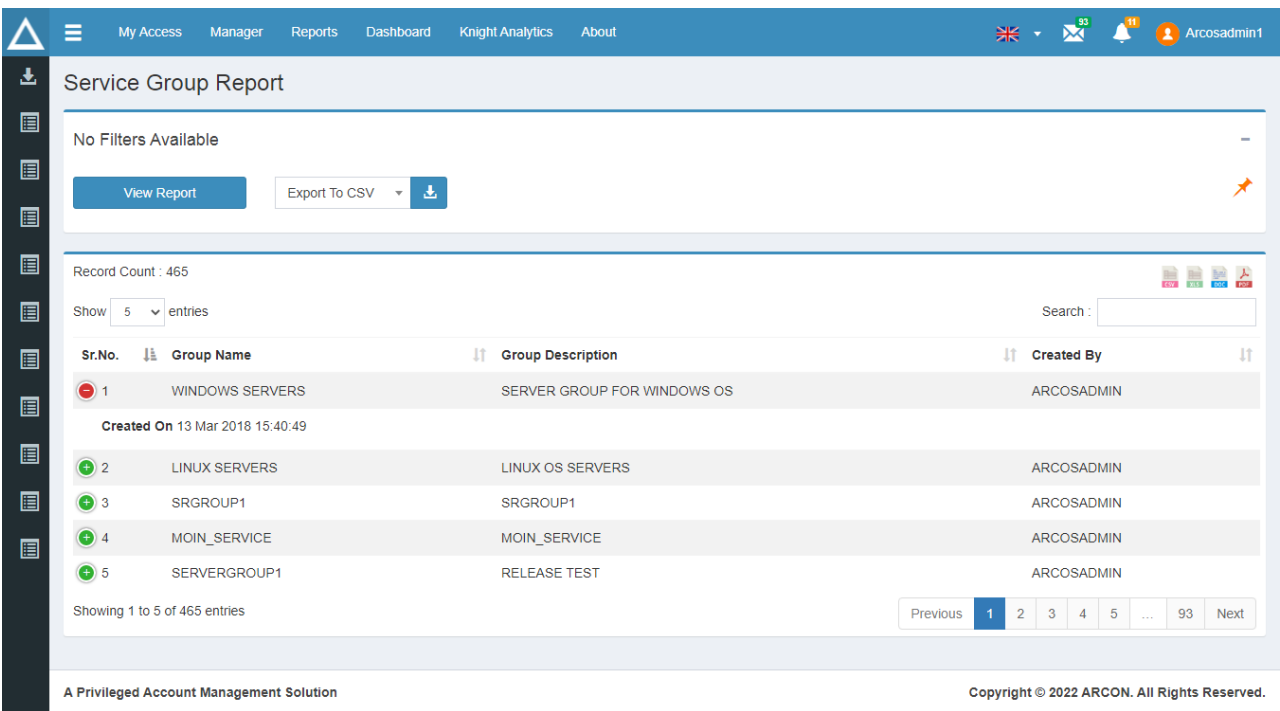 My Access Manager Reports Dashboard Knight Analytics About 93 11 Arcosadmin1
Service Group Report
No Filters Available
View Report Export To CSV
Record Count : 465
CSV XLS DOC PDF
Show 5 entries Search :
Sr.No. Group Name Group Description Created By
1 WINDOWS SERVERS SERVER GROUP FOR WINDOWS OS ARCOSADMIN
Created On 13 Mar 2018 15:40:49
2 LINUX SERVERS LINUX OS SERVERS ARCOSADMIN
3 SRGROUP1 SRGROUP1 ARCOSADMIN
4 MOIN_SERVICE MOIN_SERVICE ARCOSADMIN
5 SERVERGROUP1 RELEASE TEST ARCOSADMIN
Showing 1 to 5 of 465 entries Previous 1 2 3 4 5 ... 93 Next
A Privileged Account Management Solution Copyright © 2022 ARCON. All Rights Reserved.